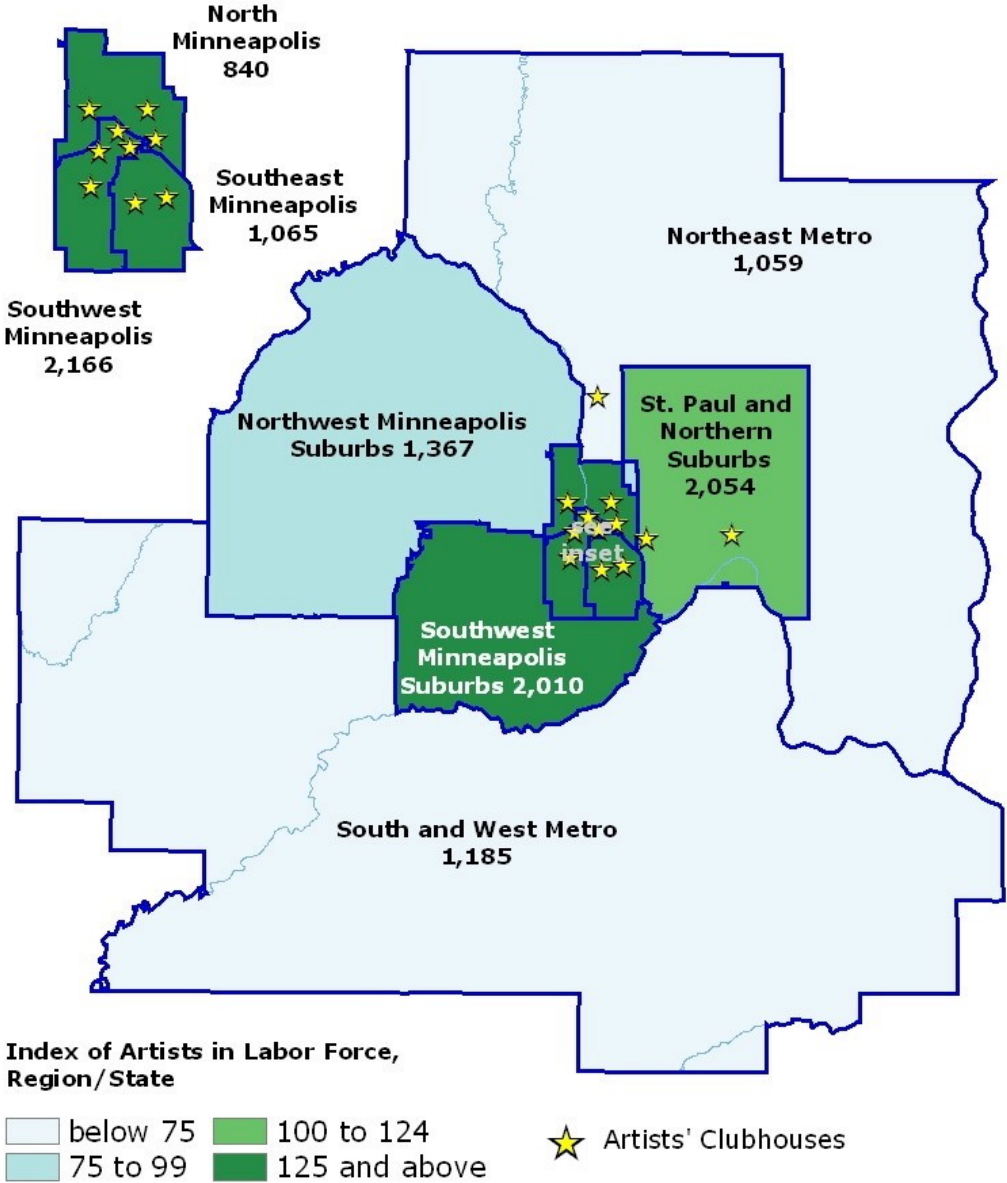 North
Minneapolis
840
Southeast
Minneapolis
1,065
Southwest
Minneapolis
2,166
Northeast Metro
1,059
Northwest Minneapolis
Suburbs 1,367
St. Paul and
Northern
Suburbs
2,054
see
inset
Southwest
Minneapolis
Suburbs 2,010
South and West Metro
1,185
Index of Artists in Labor Force,
Region/State
below 75
100 to 124
Artists' Clubhouses
75 to 99
125 and above